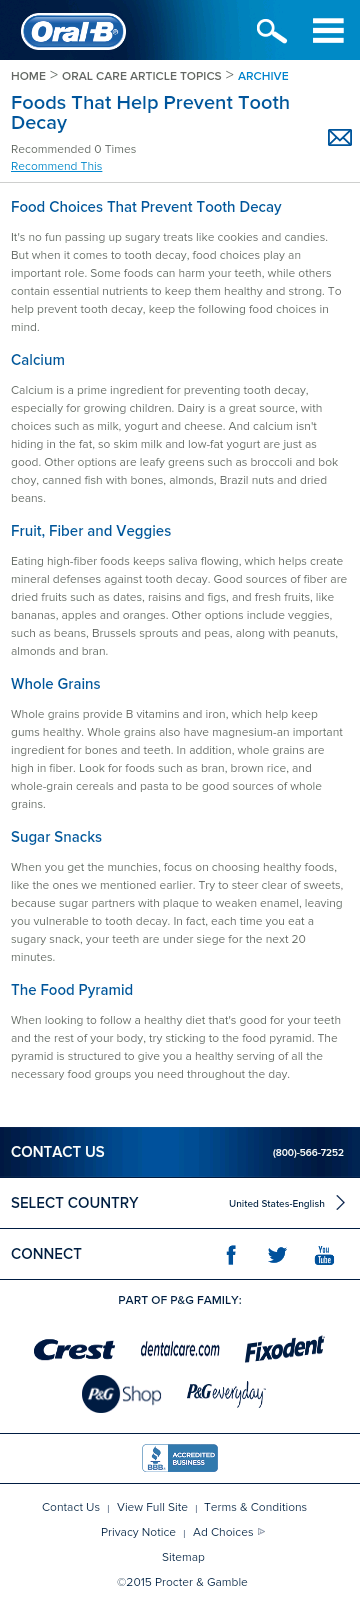 Oral-B
HOME > ORAL CARE ARTICLE TOPICS > ARCHIVE
Foods That Help Prevent Tooth
Decay
Recommended 0 Times
Recommend This
Food Choices That Prevent Tooth Decay
It's no fun passing up sugary treats like cookies and candies.
But when it comes to tooth decay, food choices play an
important role. Some foods can harm your teeth, while others
contain essential nutrients to keep them healthy and strong. To
help prevent tooth decay, keep the following food choices in
mind.
Calcium
Calcium is a prime ingredient for preventing tooth decay,
especially for growing children. Dairy is a great source, with
choices such as milk, yogurt and cheese. And calcium isn't
hiding in the fat, so skim milk and low-fat yogurt are just as
good. Other options are leafy greens such as broccoli and bok
choy, canned fish with bones, almonds, Brazil nuts and dried
beans.
Fruit, Fiber and Veggies
Eating high-fiber foods keeps saliva flowing, which helps create
mineral defenses against tooth decay. Good sources of fiber are
dried fruits such as dates, raisins and figs, and fresh fruits, like
bananas, apples and oranges. Other options include veggies,
such as beans, Brussels sprouts and peas, along with peanuts,
almonds and bran.
Whole Grains
Whole grains provide B vitamins and iron, which help keep
gums healthy. Whole grains also have magnesium-an important
ingredient for bones and teeth. In addition, whole grains are
high in fiber. Look for foods such as bran, brown rice, and
whole-grain cereals and pasta to be good sources of whole
grains.
Sugar Snacks
When you get the munchies, focus on choosing healthy foods,
like the ones we mentioned earlier. Try to steer clear of sweets,
because sugar partners with plaque to weaken enamel, leaving
you vulnerable to tooth decay. In fact, each time you eat a
sugary snack, your teeth are under siege for the next 20
minutes.
The Food Pyramid
When looking to follow a healthy diet that's good for your teeth
and the rest of your body, try sticking to the food pyramid. The
pyramid is structured to give you a healthy serving of all the
necessary food groups you need throughout the day.
CONTACT US (800)-566-7252
SELECT COUNTRY United States-English
CONNECT You Tube
PART OF P&G FAMILY:
Crest dentalcare.com Fixodent
P&G Shop P&G everyday
BBB ACCREDITED BUSINESS
Contact Us | View Full Site | Terms & Conditions
Privacy Notice | Ad Choices
Sitemap
©2015 Procter & Gamble